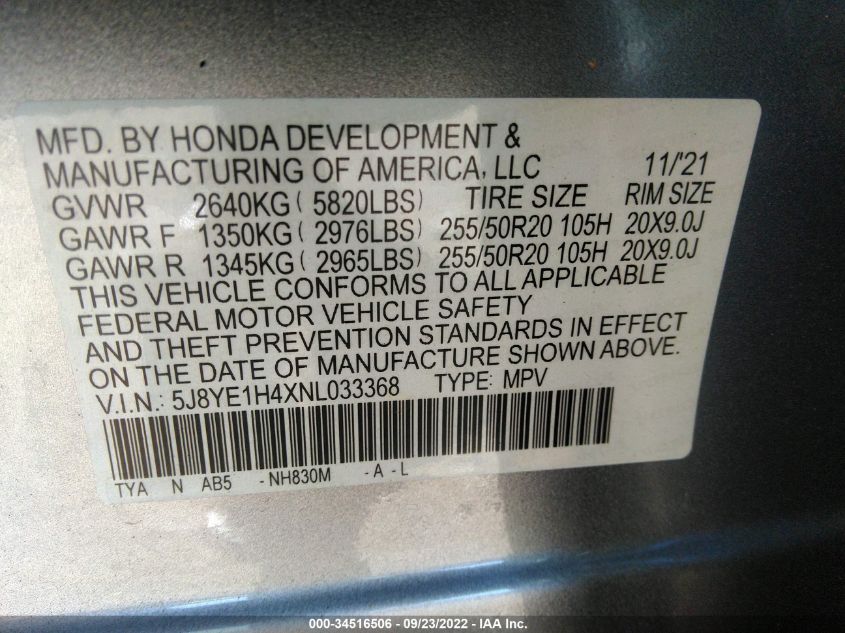 MFD. BY HONDA DEVELOPMENT &
MANUFACTURING OF AMERICA, LLC 11/'21
GVWR 2640KG ( 5820LBS) TIRE SIZE RIM SIZE
GAWR F 1350KG ( 2976LBS) 255/50R20 105H 20X9.0J
GAWR R 1345KG ( 2965LBS) 255/50R20 105H 20X9.0J
THIS VEHICLE CONFORMS TO ALL APPLICABLE
FEDERAL MOTOR VEHICLE SAFETY
AND THEFT PREVENTION STANDARDS IN EFFECT
ON THE DATE OF MANUFACTURE SHOWN ABOVE.
V.I.N.: 5J8YE1H4XNL033368 TYPE: MPV
TYA N AB5 - NH830M - A - L
000-34516506 - 09/23/2022 - IAA Inc.